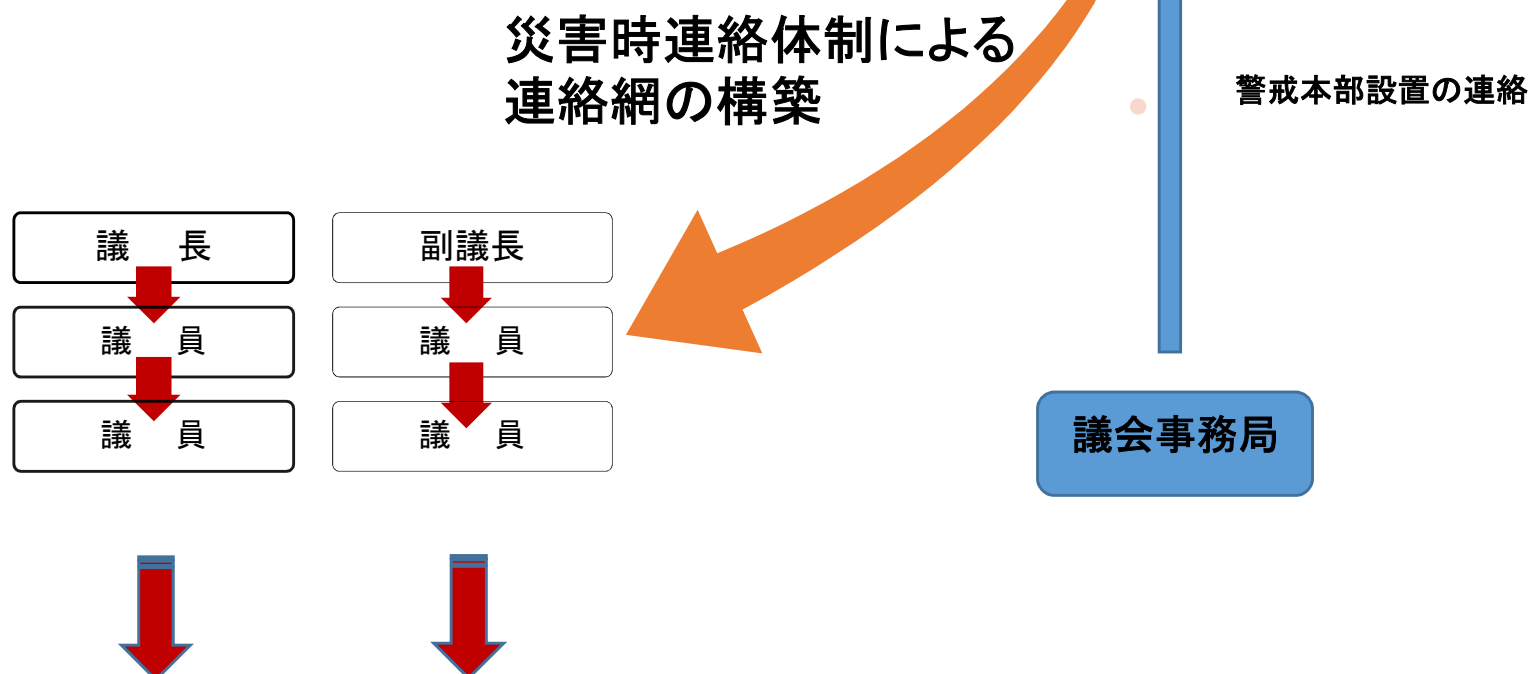 災害時連絡体制による
連絡網の構築
警戒本部設置の連絡
議　長
副議長
議　員
議　員
議　員
議　員
議会事務局